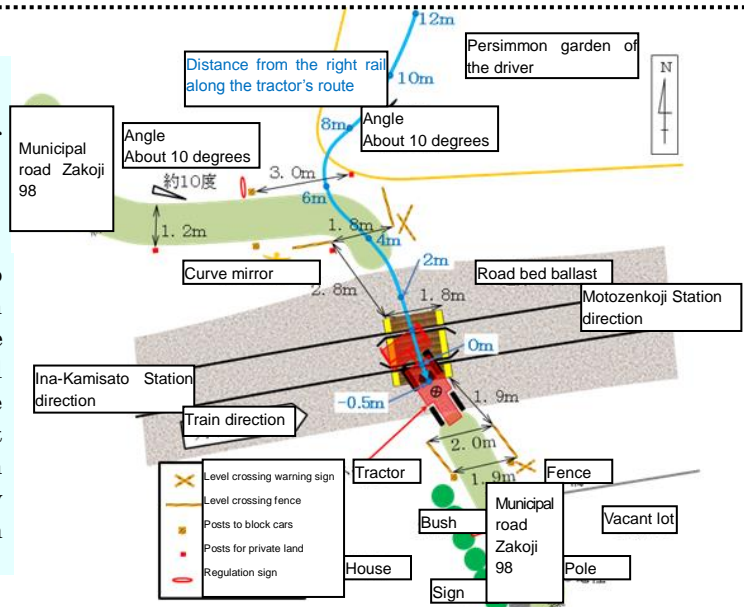 12m
Distance from the right rail
along the tractor's route
10m
Persimmon garden of
the driver
N
Municipal
road Zakoji
98
Angle
About 10 degrees
8m
Angle
About 10 degrees
約10度
3.0m
6m
1.2m
1.8m
4m
Curve mirror
2.8m
2m
Road bed ballast
1.8m
Motozenkoji Station
direction
0m
Ina-Kamisato Station
direction
-0.5m
1.9m
Train direction
2.0m
Level crossing warning sign
Level crossing fence
Posts to block cars
Posts for private land
Regulation sign
Tractor
1.9m
Fence
Bush
Municipal
road
Zakoji
98
Vacant lot
House
Pole
Sign